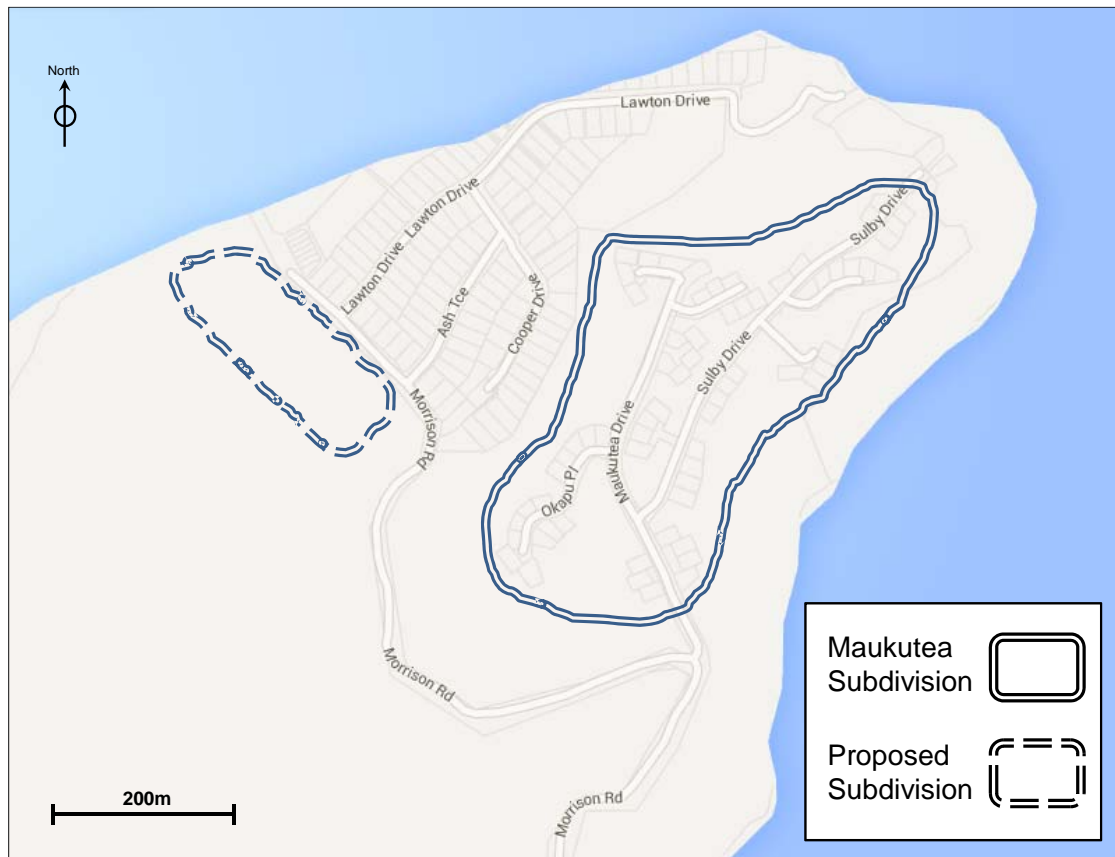 North
Lawton Drive
Lawton Drive
Lawton Drive
Sulby Drive
Ash Tce
Cooper Drive
Sulby Drive
Morrison Rd
Maukutea Drive
Okapu Pl
Morrison Rd
Morrison Rd
200m
Maukutea
Subdivision
Proposed
Subdivision